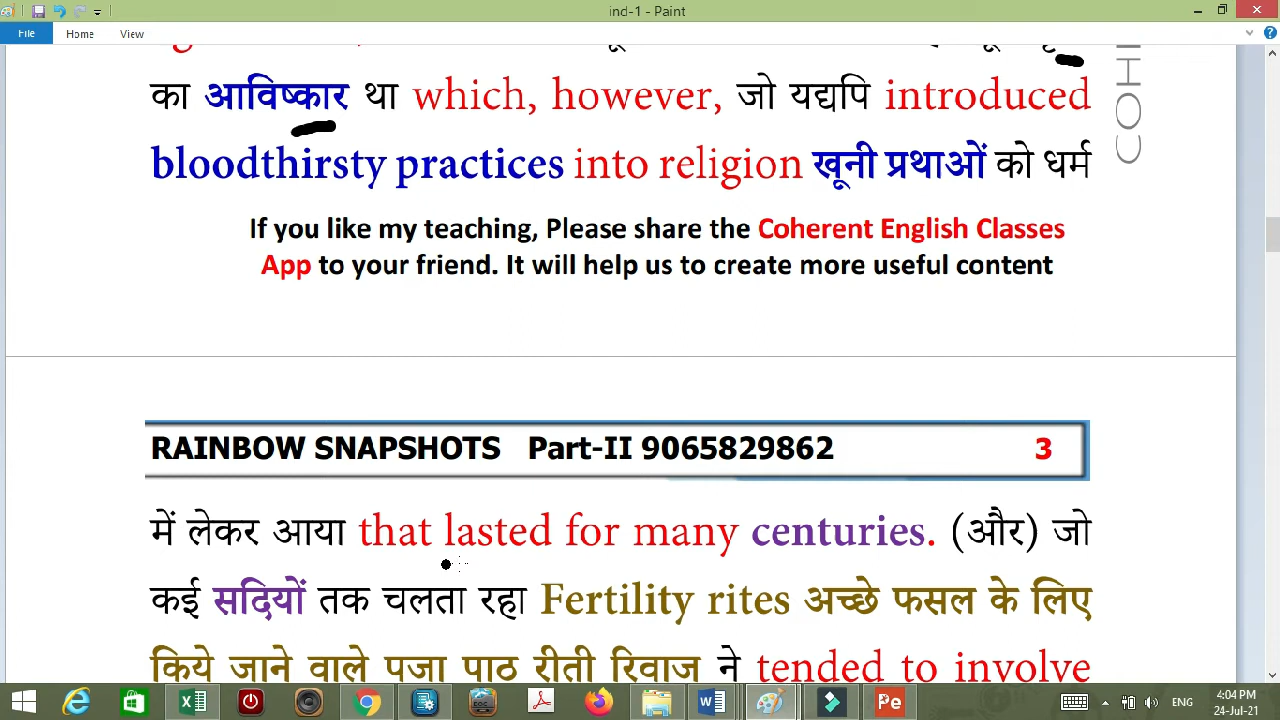 ind-1 - Paint
File Home View
का आविष्कार था which, however, जो यद्यपि introduced
bloodthirsty practices into religion खूनी प्रथाओं को धर्म
If you like my teaching, Please share the Coherent English Classes
App to your friend. It will help us to create more useful content
RAINBOW SNAPSHOTS Part-II 9065829862 3
में लेकर आया that lasted for many centuries. (और) जो
कई सदियों तक चलता रहा Fertility rites अच्छे फसल के लिए
किये जाने वाले पूजा पाठ रीती रिवाज ने tended to involve
ENG
4:04 PM
24-Jul-21